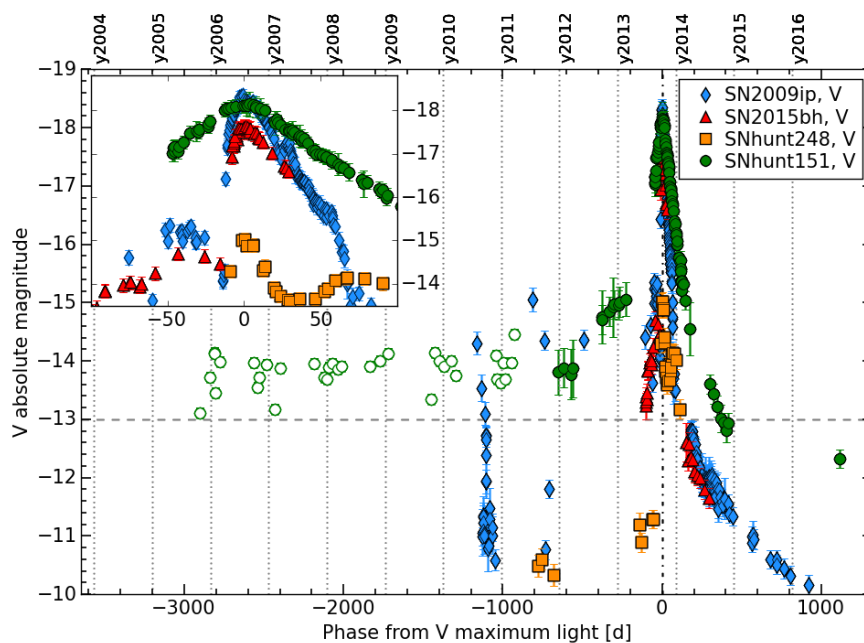 y2004 y2005 y2006 y2007 y2008 y2009 y2010 y2011 y2012 y2013 y2014 y2015 y2016
−19
−18
−17
−16
−15
−14
−13
−12
−11
−10
V absolute magnitude
−18
−17
−16
−15
−14
−50 0 50
SN2009ip, V
SN2015bh, V
SNhunt248, V
SNhunt151, V
−3000 −2000 −1000 0 1000
Phase from V maximum light [d]